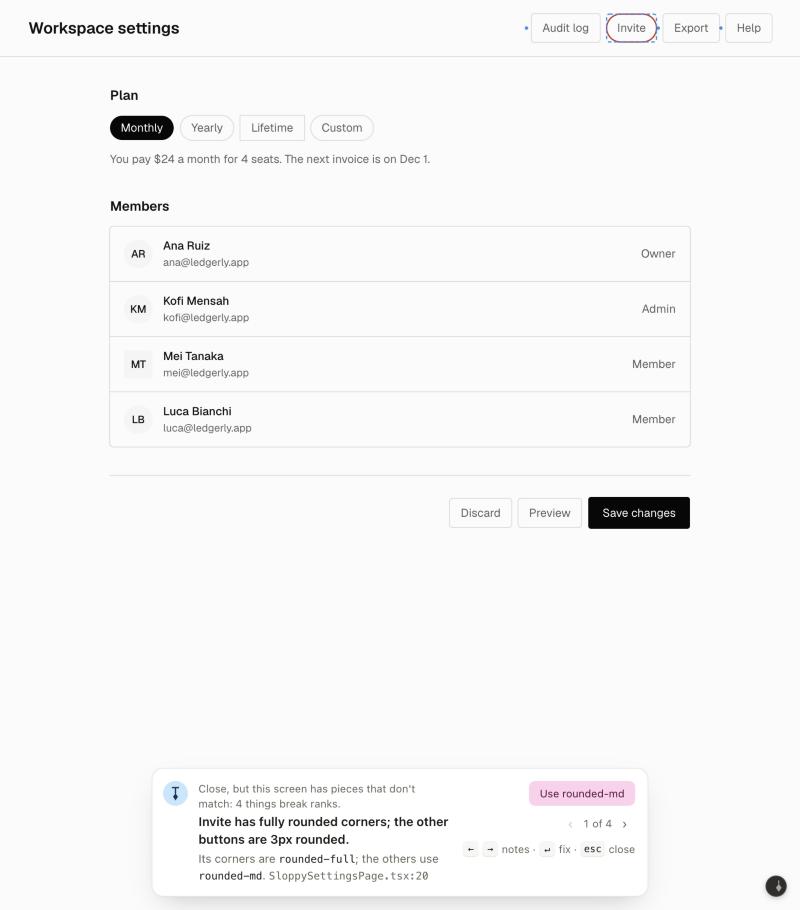 Workspace settings
Audit log
Invite
Export
Help
Plan
Monthly
Yearly
Lifetime
Custom
You pay $24 a month for 4 seats. The next invoice is on Dec 1.
Members
AR
Ana Ruiz
ana@ledgerly.app
Owner
KM
Kofi Mensah
kofi@ledgerly.app
Admin
MT
Mei Tanaka
mei@ledgerly.app
Member
LB
Luca Bianchi
luca@ledgerly.app
Member
Discard
Preview
Save changes
Close, but this screen has pieces that don't
match: 4 things break ranks.
Invite has fully rounded corners; the other
buttons are 3px rounded.
Its corners are rounded-full; the others use
rounded-md. SloppySettingsPage.tsx:20
Use rounded-md
‹ 1 of 4 ›
← → notes · ↵ fix · esc close